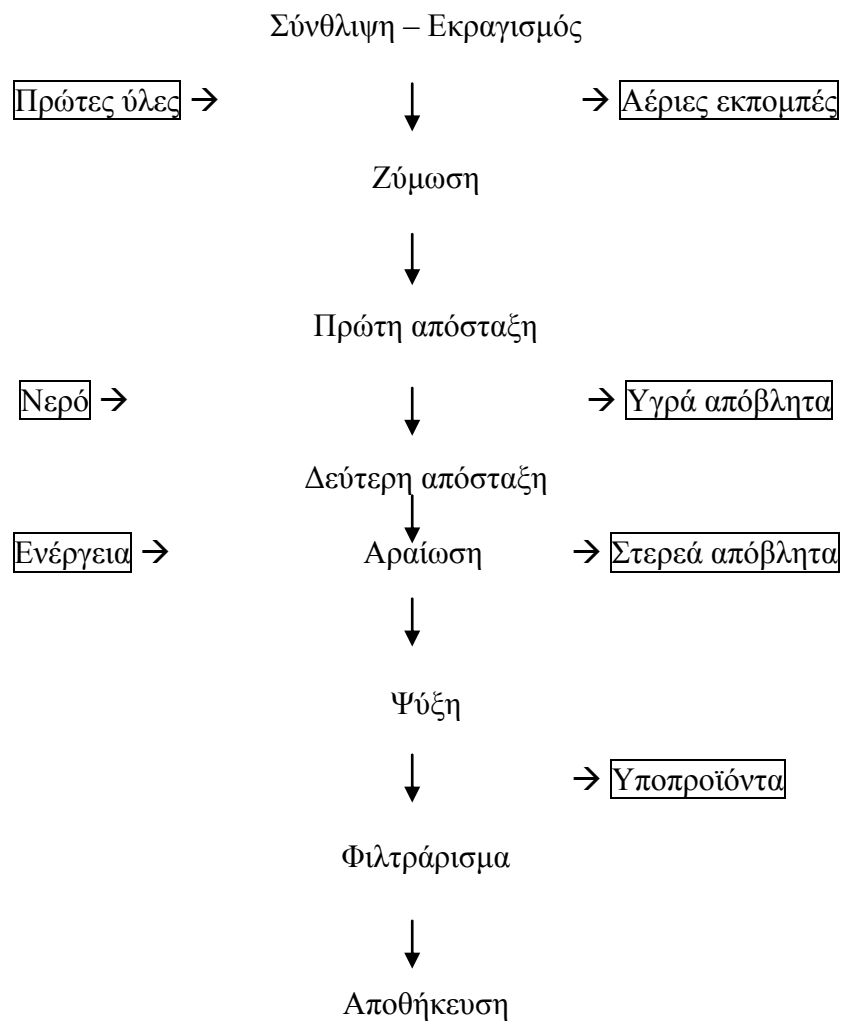 Σύνθλιψη – Εκραγισμός
Πρώτες ύλες → → Αέριες εκπομπές
Ζύμωση
Πρώτη απόσταξη
Νερό → → Υγρά απόβλητα
Δεύτερη απόσταξη
Ενέργεια → Αραίωση → Στερεά απόβλητα
Ψύξη
→ Υποπροϊόντα
Φιλτράρισμα
Αποθήκευση